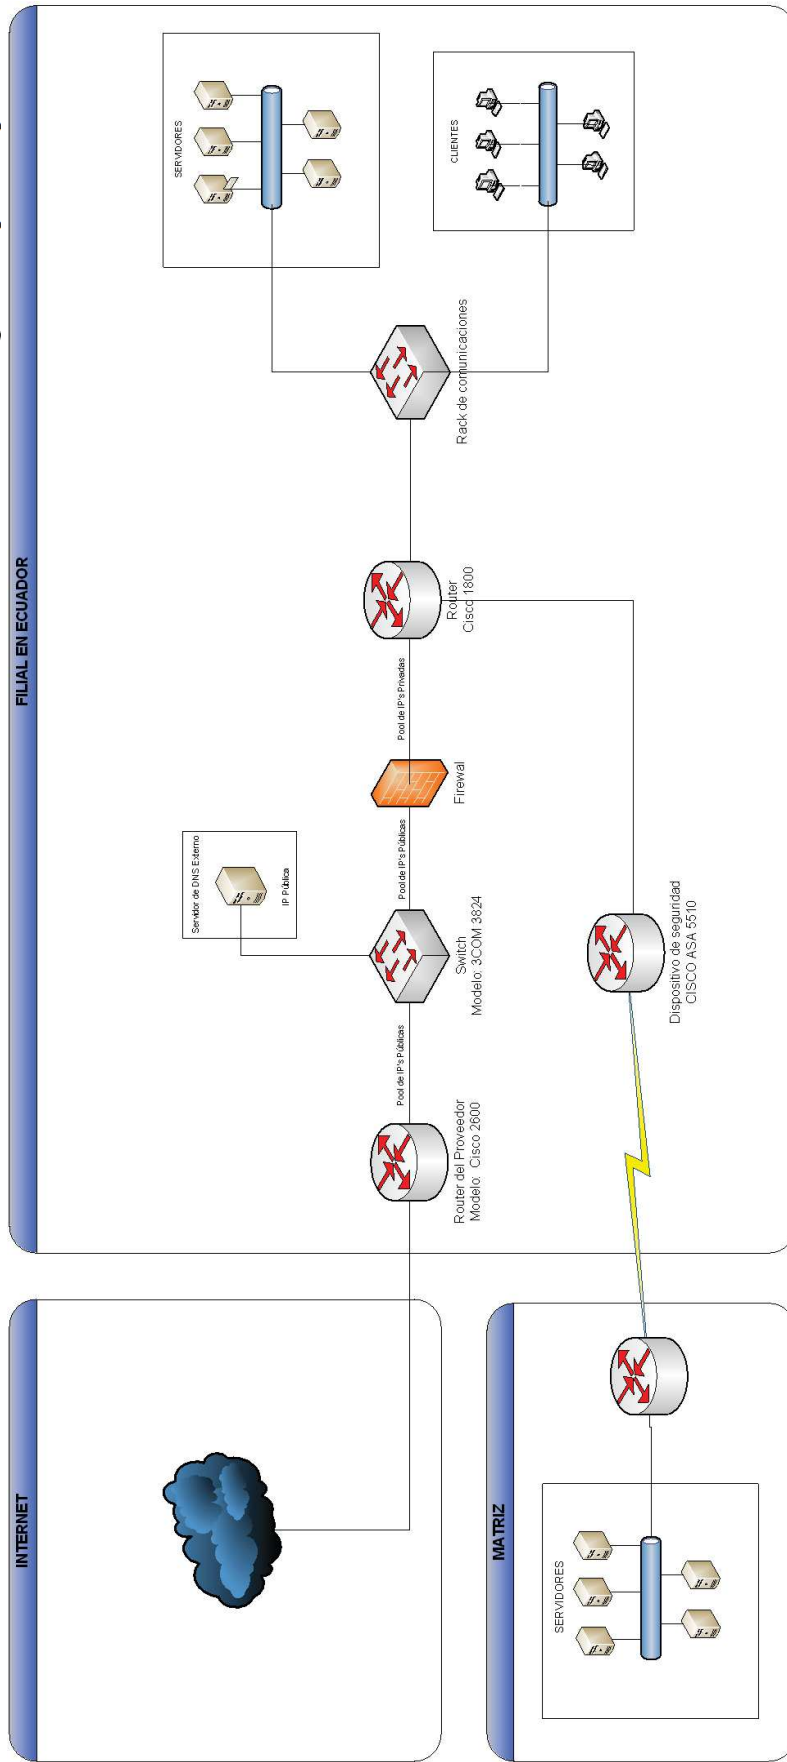 INTERNET
FILIAL EN ECUADOR
SERVIDORES
Servidor de DNS Externo
IP Pública
Pool de IP's Públicas
Pool de IP's Públicas
Pool de IP's Privadas
Router del Proveedor
Modelo: Cisco 2600
Switch
Modelo: 3COM 3824
Firewal
Router
Cisco 1800
Rack de comunicaciones
CLIENTES
MATRIZ
SERVIDORES
Dispositivo de seguridad
CISCO ASA 5510